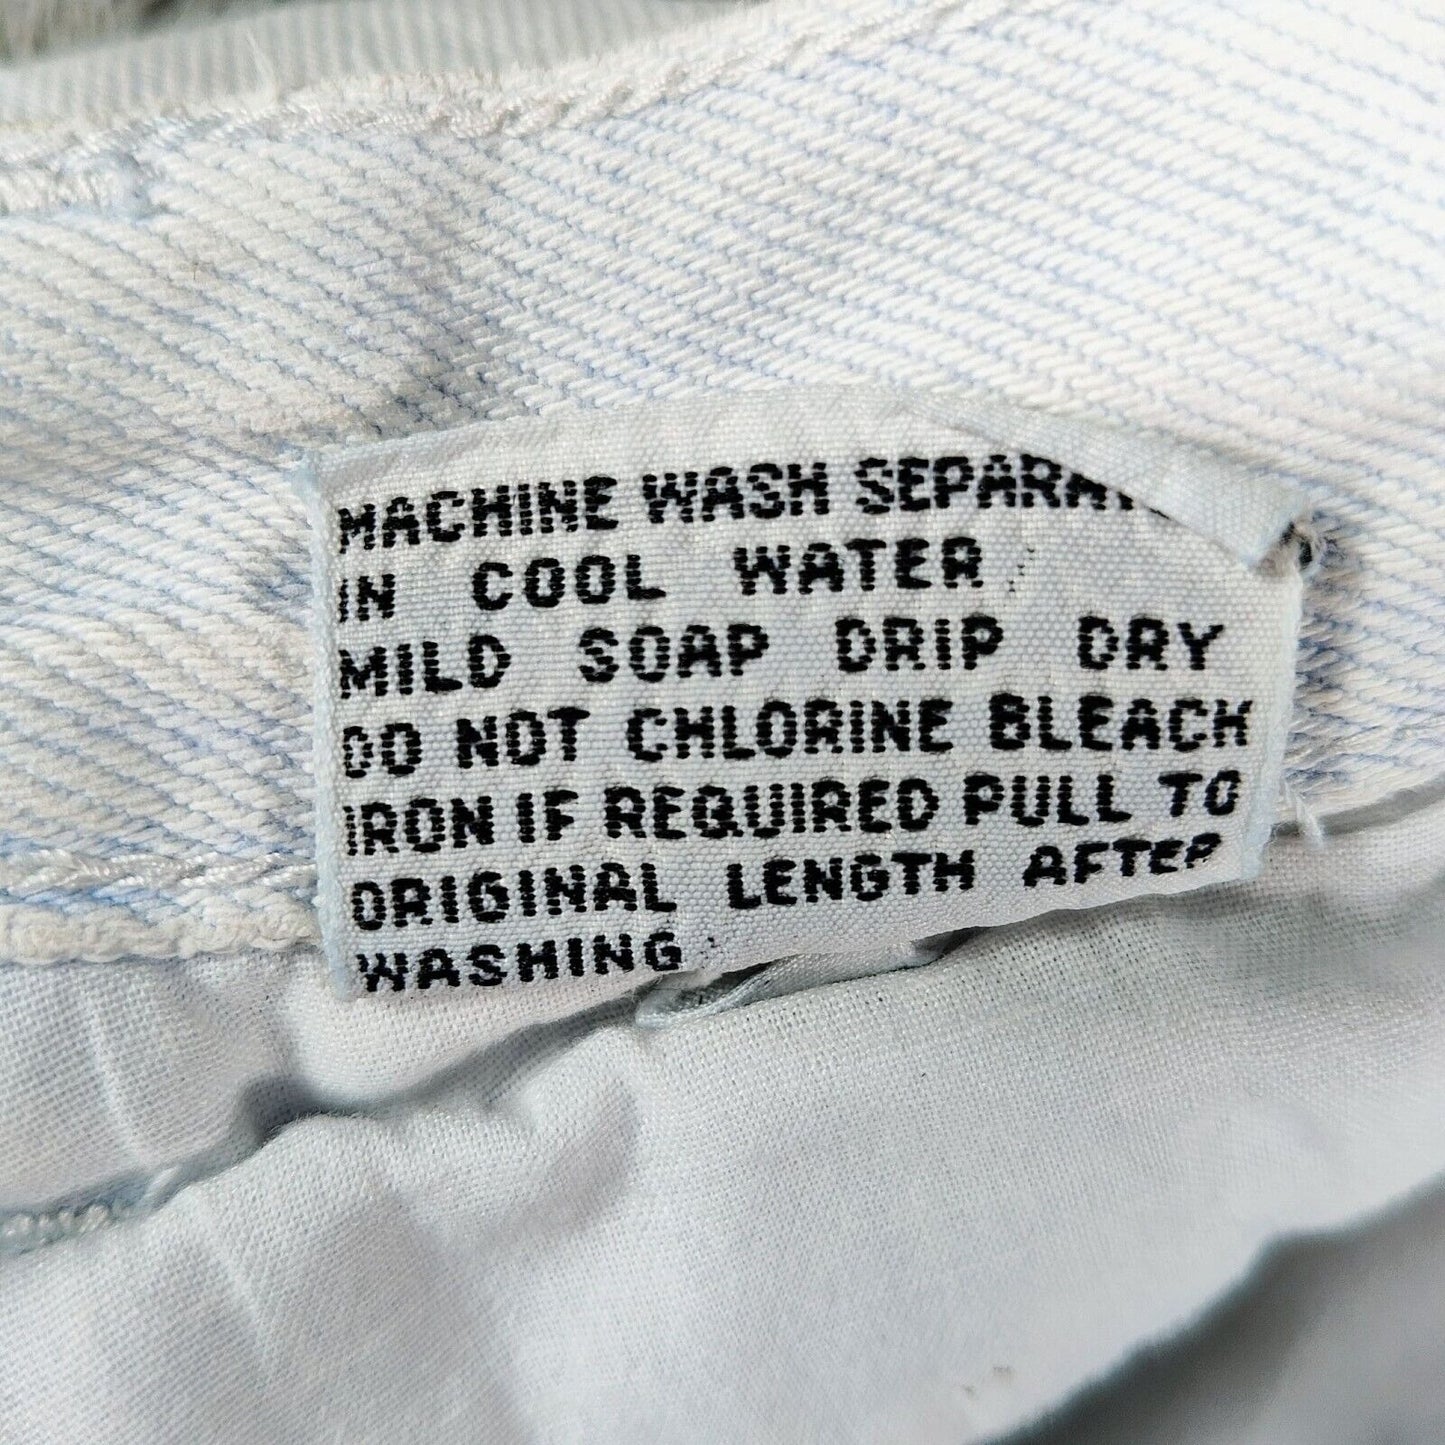 MACHINE WASH SEPARAT
IN COOL WATER
MILD SOAP DRIP DRY
DO NOT CHLORINE BLEACH
IRON IF REQUIRED PULL TO
ORIGINAL LENGTH AFTER
WASHING